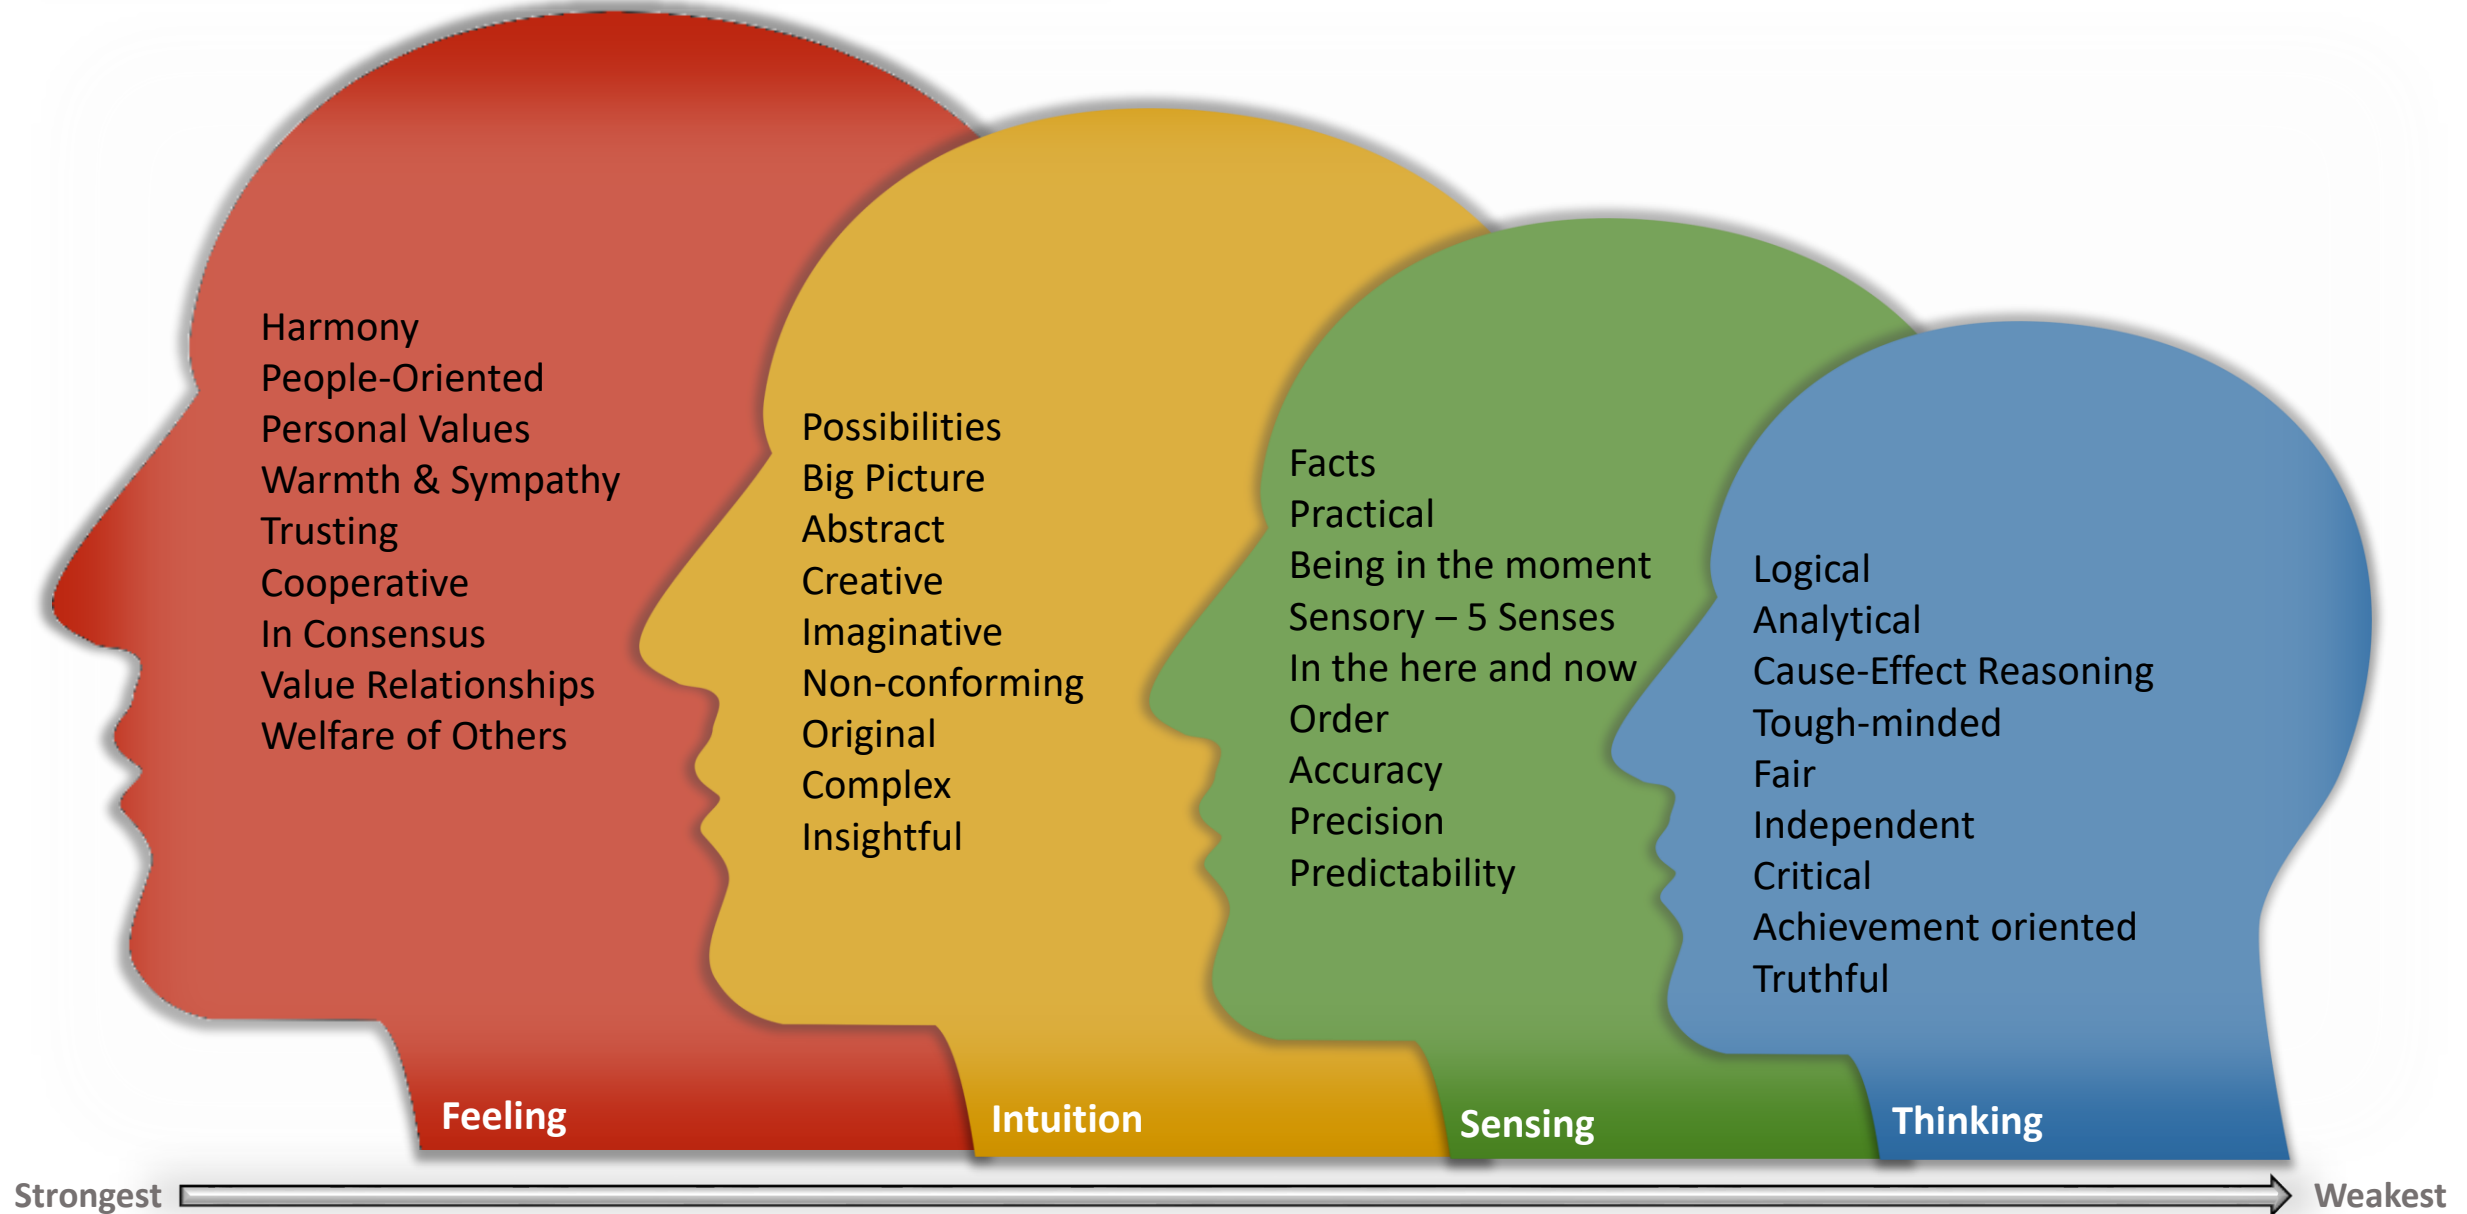 Harmony
People-Oriented
Personal Values
Warmth & Sympathy
Trusting
Cooperative
In Consensus
Value Relationships
Welfare of Others
Feeling
Possibilities
Big Picture
Abstract
Creative
Imaginative
Non-conforming
Original
Complex
Insightful
Intuition
Facts
Practical
Being in the moment
Sensory – 5 Senses
In the here and now
Order
Accuracy
Precision
Predictability
Sensing
Logical
Analytical
Cause-Effect Reasoning
Tough-minded
Fair
Independent
Critical
Achievement oriented
Truthful
Thinking
Strongest
Weakest